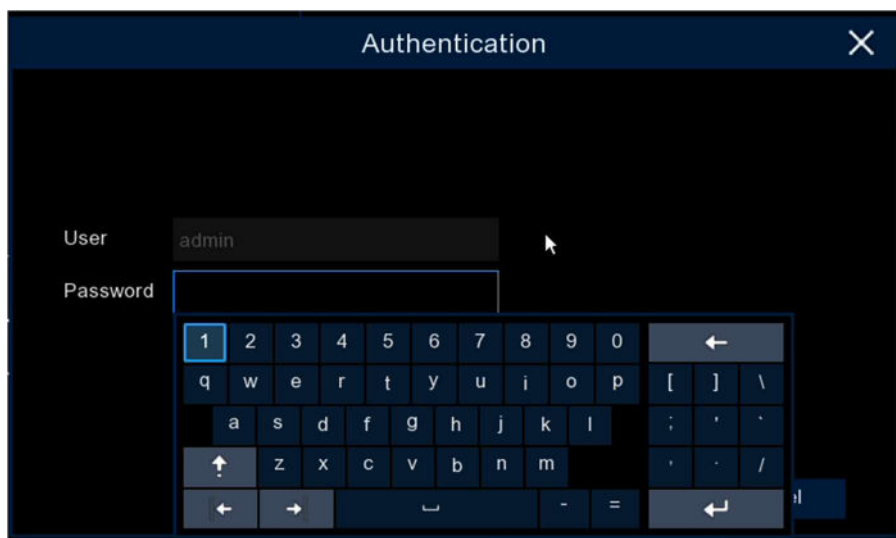 Authentication
User admin
Password
1 2 3 4 5 6 7 8 9 0
q w e r t y u i o p [ ] \
a s d f g h j k l ; ' `
z x c v b n m , . /
- =